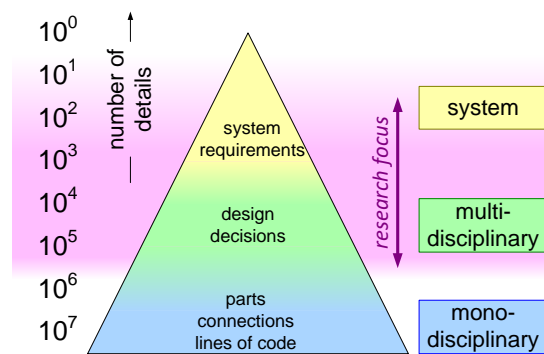 10⁰
10¹
10²
10³
10⁴
10⁵
10⁶
10⁷
number of
details
system
requirements
design
decisions
parts
connections
lines of code
research focus
system
multi-
disciplinary
mono-
disciplinary